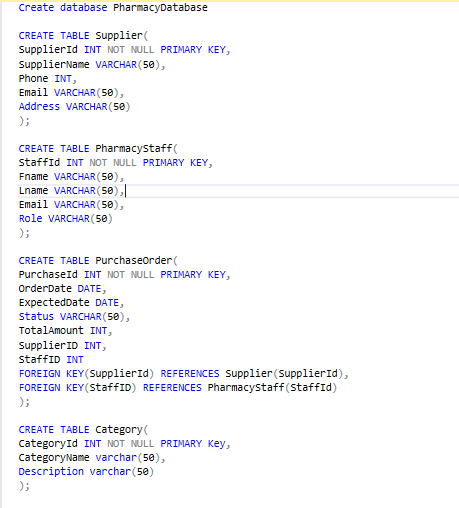 Create database PharmacyDatabase
CREATE TABLE Supplier(
SupplierId INT NOT NULL PRIMARY KEY,
SupplierName VARCHAR(50),
Phone INT,
Email VARCHAR(50),
Address VARCHAR(50)
);
CREATE TABLE PharmacyStaff(
StaffId INT NOT NULL PRIMARY KEY,
Fname VARCHAR(50),
Lname VARCHAR(50),
Email VARCHAR(50),
Role VARCHAR(50)
);
CREATE TABLE PurchaseOrder(
PurchaseId INT NOT NULL PRIMARY KEY,
OrderDate DATE,
ExpectedDate DATE,
Status VARCHAR(50),
TotalAmount INT,
SupplierID INT,
StaffID INT
FOREIGN KEY(SupplierId) REFERENCES Supplier(SupplierId),
FOREIGN KEY(StaffID) REFERENCES PharmacyStaff(StaffId)
);
CREATE TABLE Category(
CategoryId INT NOT NULL PRIMARY Key,
CategoryName varchar(50),
Description varchar(50)
);